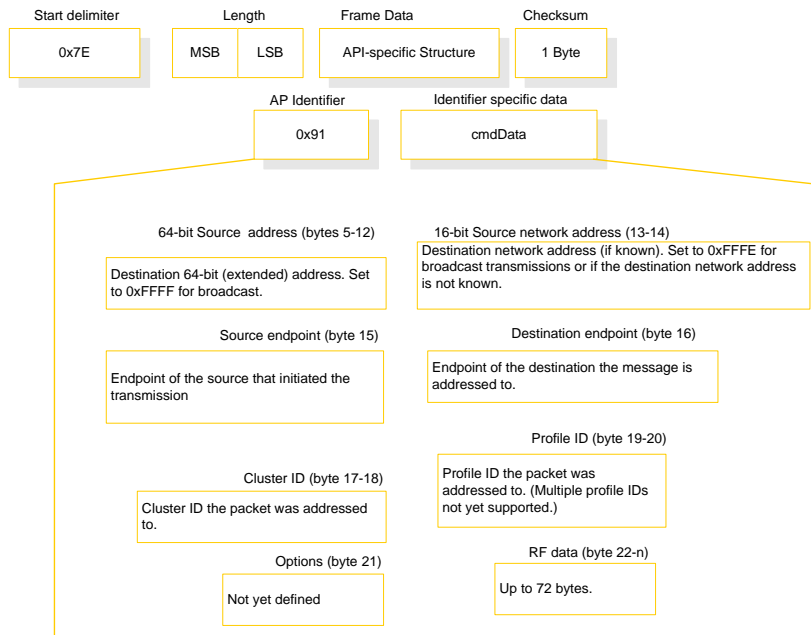 Start delimiter
Length
Frame Data
Checksum
0x7E
MSB
LSB
API-specific Structure
1 Byte
AP Identifier
Identifier specific data
0x91
cmdData
64-bit Source address (bytes 5-12)
16-bit Source network address (13-14)
Destination 64-bit (extended) address. Set
to 0xFFFF for broadcast.
Destination network address (if known). Set to 0xFFFE for
broadcast transmissions or if the destination network address
is not known.
Source endpoint (byte 15)
Destination endpoint (byte 16)
Endpoint of the source that initiated the
transmission
Endpoint of the destination the message is
addressed to.
Cluster ID (byte 17-18)
Profile ID (byte 19-20)
Cluster ID the packet was addressed
to.
Profile ID the packet was
addressed to. (Multiple profile IDs
not yet supported.)
Options (byte 21)
RF data (byte 22-n)
Not yet defined
Up to 72 bytes.